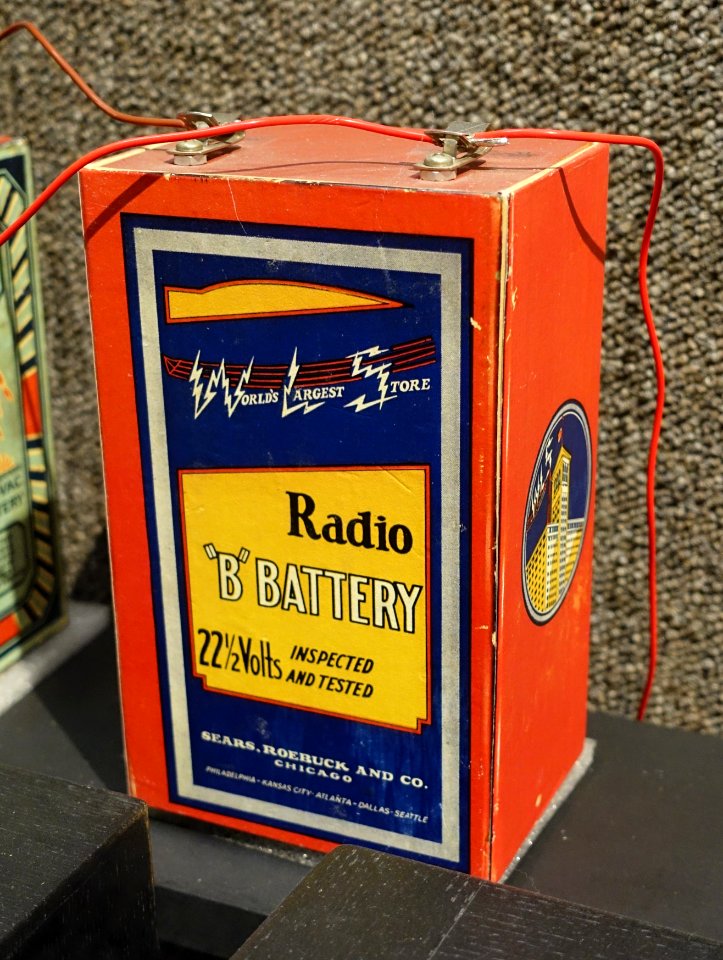 WORLD'S LARGEST STORE
Radio
"B" BATTERY
22½ Volts INSPECTED
AND TESTED
SEARS, ROEBUCK AND CO.
CHICAGO
PHILADELPHIA - KANSAS CITY - ATLANTA - DALLAS - SEATTLE